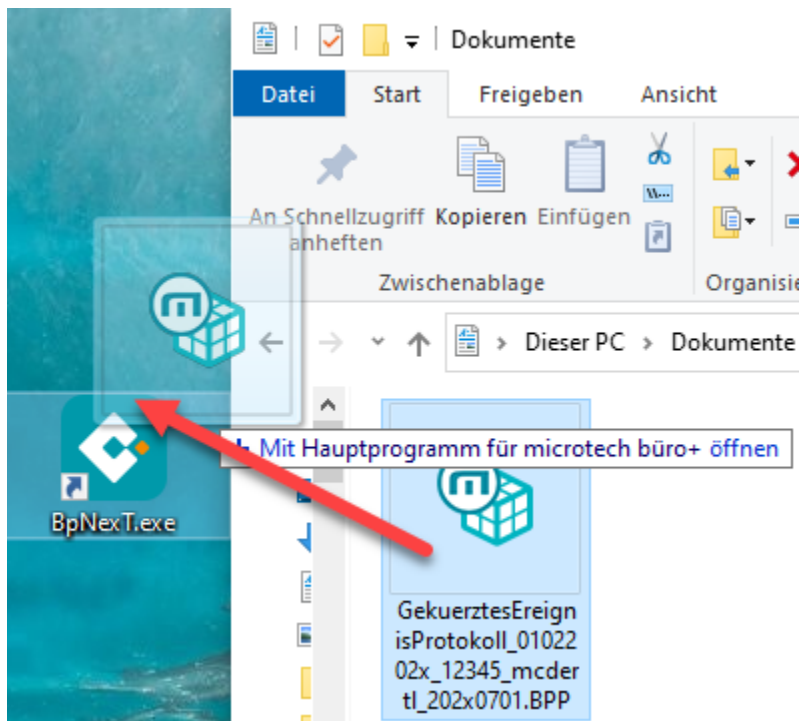 Dokumente
Datei Start Freigeben Ansicht
An Schnellzugriff anheften
Kopieren Einfügen
Zwischenablage
Dieser PC > Dokumente
+ Mit Hauptprogramm für microtech büro+ öffnen
BpNexT.exe
GekuerztesEreign
isProtokoll_01022
02x_12345_mcder
tl_202x0701.BPP